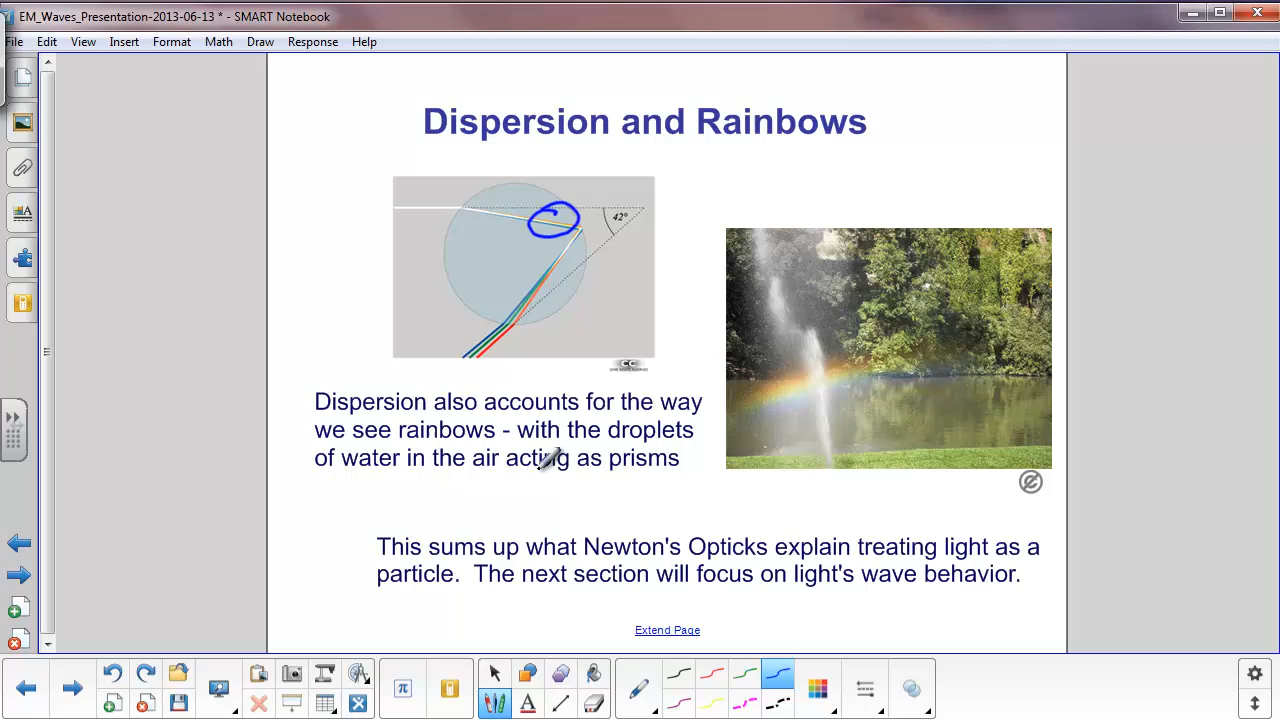 EM_Waves_Presentation-2013-06-13 * - SMART Notebook
File Edit View Insert Format Math Draw Response Help
Dispersion and Rainbows
42°
CC
Dispersion also accounts for the way
we see rainbows - with the droplets
of water in the air acting as prisms
This sums up what Newton's Opticks explain treating light as a
particle.  The next section will focus on light's wave behavior.
Extend Page
π
A